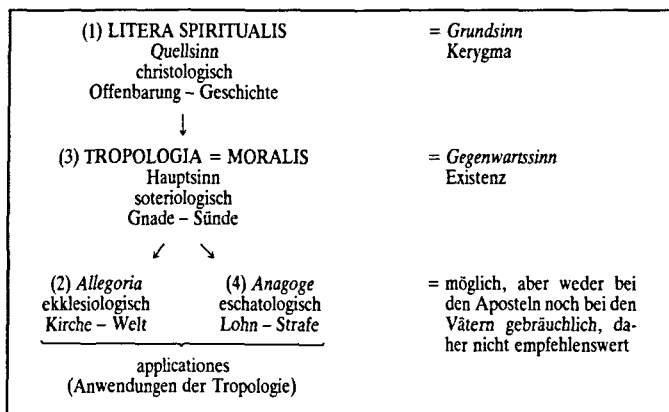 (1) LITERA SPIRITUALIS = Grundsinn
Quellsinn Kerygma
christologisch
Offenbarung – Geschichte
↓
(3) TROPOLOGIA = MORALIS = Gegenwartssinn
Hauptsinn Existenz
soteriologisch
Gnade – Sünde
↙ ↘
(2) Allegoria (4) Anagoge = möglich, aber weder bei
ekklesiologisch eschatologisch den Aposteln noch bei den
Kirche – Welt Lohn – Strafe Vätern gebräuchlich, da-
her nicht empfehlenswert
applicationes
(Anwendungen der Tropologie)